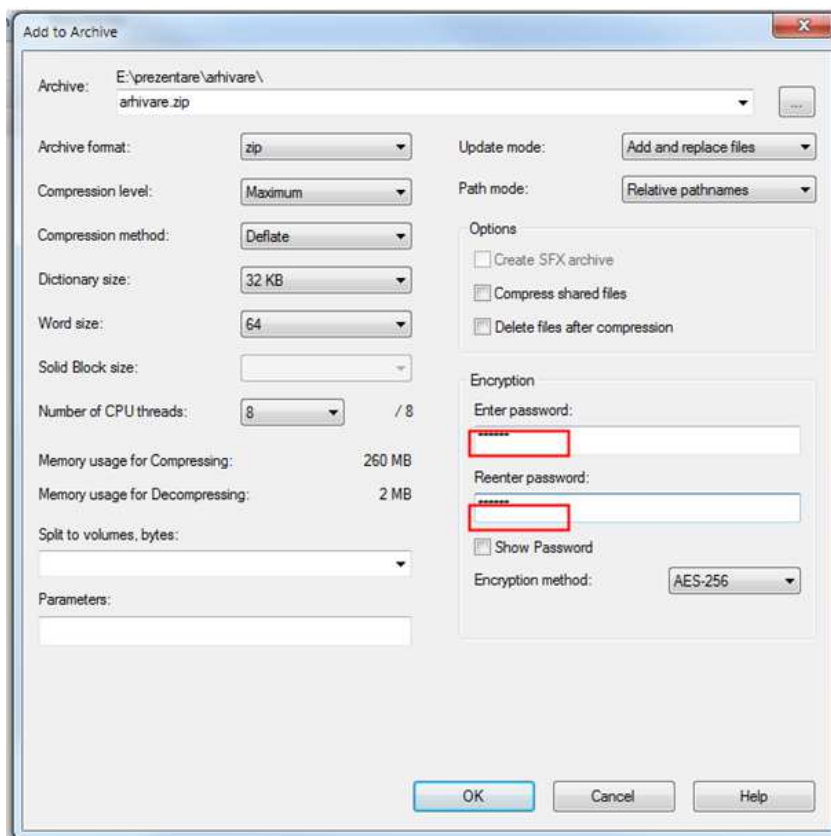 Add to Archive
Archive:
E:\prezentare\arhivare\
arhivare.zip
...
Archive format:
zip
Compression level:
Maximum
Compression method:
Deflate
Dictionary size:
32 KB
Word size:
64
Solid Block size:
Number of CPU threads:
8
/ 8
Memory usage for Compressing:
260 MB
Memory usage for Decompressing:
2 MB
Split to volumes, bytes:
Parameters:
Update mode:
Add and replace files
Path mode:
Relative pathnames
Options
Create SFX archive
Compress shared files
Delete files after compression
Encryption
Enter password:
******
Reenter password:
******
Show Password
Encryption method:
AES-256
OK
Cancel
Help